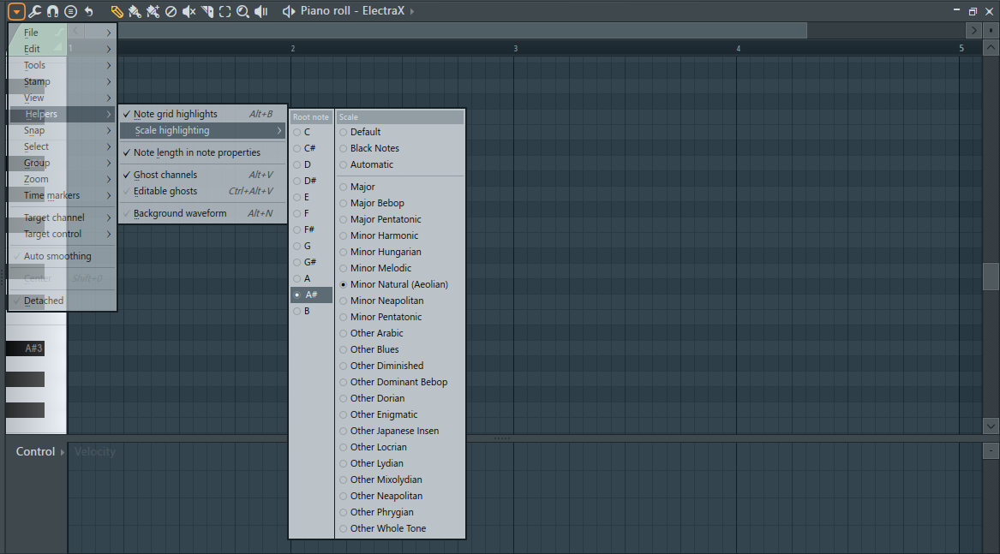 Piano roll - ElectraX
1 2 3 4 5
File
Edit
Tools
Stamp
View
Helpers
Snap
Select
Group
Zoom
Time markers
Target channel
Target control
Auto smoothing
Center Shift+0
Detached
Note grid highlights Alt+B
Scale highlighting
Note length in note properties
Ghost channels Alt+V
Editable ghosts Ctrl+Alt+V
Background waveform Alt+N
Root note
C
C#
D
D#
E
F
F#
G
G#
A
A#
B
Scale
Default
Black Notes
Automatic
Major
Major Bebop
Major Pentatonic
Minor Harmonic
Minor Hungarian
Minor Melodic
Minor Natural (Aeolian)
Minor Neapolitan
Minor Pentatonic
Other Arabic
Other Blues
Other Diminished
Other Dominant Bebop
Other Dorian
Other Enigmatic
Other Japanese Insen
Other Locrian
Other Lydian
Other Mixolydian
Other Neapolitan
Other Phrygian
Other Whole Tone
A#3
Control Velocity